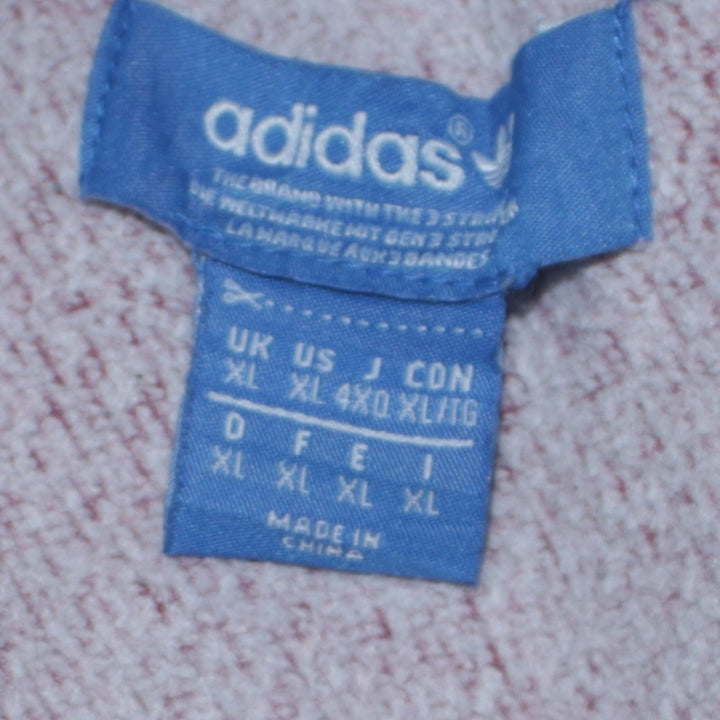 adidas®
THE BRAND WITH THE 3 STRIPES
DIE WELTMARKE MIT DEN 3 STREIFEN
LA MARQUE AUX 3 BANDES
UK US J CDN
XL XL 4XO XL/TG
D F E I
XL XL XL XL
MADE IN
CHINA